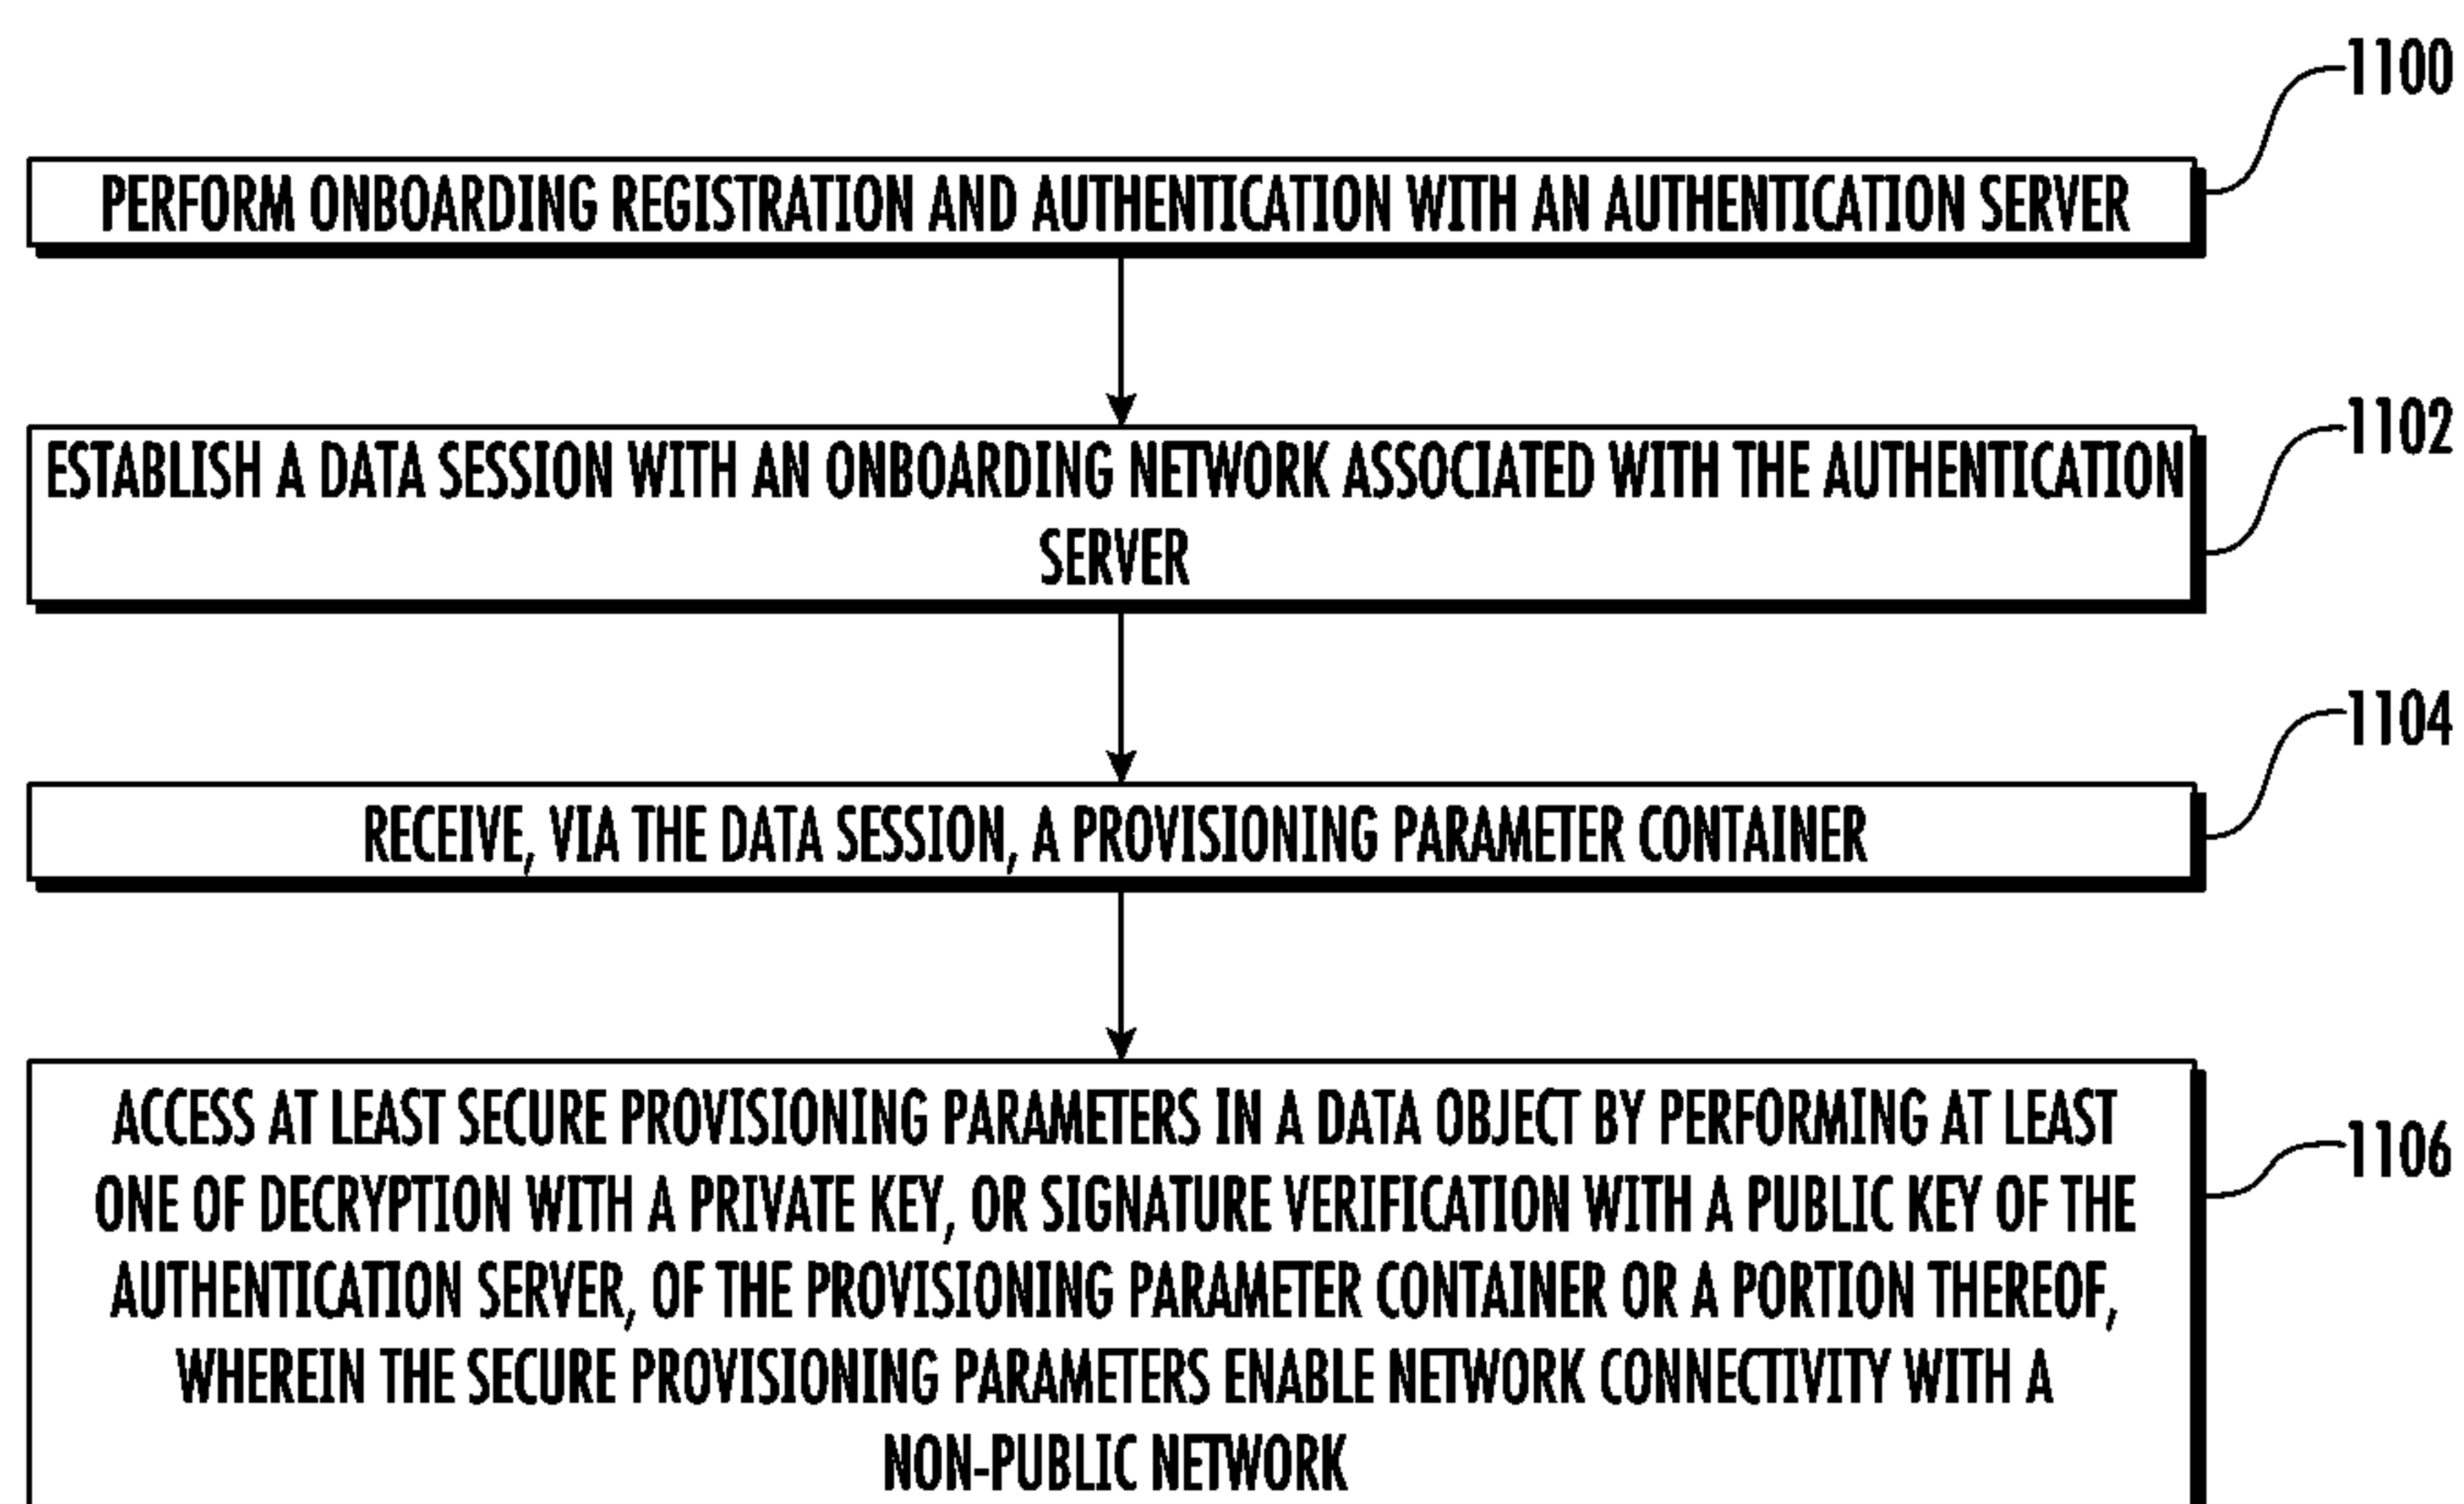 1100
PERFORM ONBOARDING REGISTRATION AND AUTHENTICATION WITH AN AUTHENTICATION SERVER
1102
ESTABLISH A DATA SESSION WITH AN ONBOARDING NETWORK ASSOCIATED WITH THE AUTHENTICATION
SERVER
1104
RECEIVE, VIA THE DATA SESSION, A PROVISIONING PARAMETER CONTAINER
1106
ACCESS AT LEAST SECURE PROVISIONING PARAMETERS IN A DATA OBJECT BY PERFORMING AT LEAST
ONE OF DECRYPTION WITH A PRIVATE KEY, OR SIGNATURE VERIFICATION WITH A PUBLIC KEY OF THE
AUTHENTICATION SERVER, OF THE PROVISIONING PARAMETER CONTAINER OR A PORTION THEREOF,
WHEREIN THE SECURE PROVISIONING PARAMETERS ENABLE NETWORK CONNECTIVITY WITH A
NON-PUBLIC NETWORK